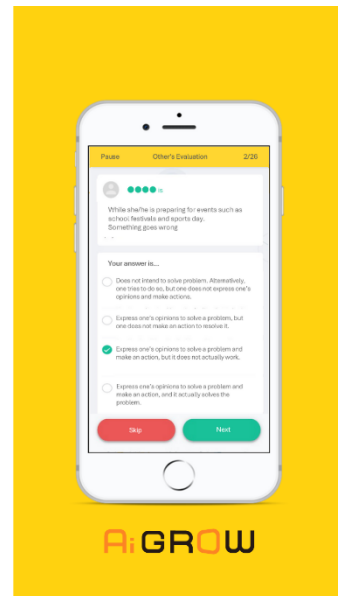 Pause Other's Evaluation 2/26
While she/he is preparing for events such as
school festivals and sports day.
Something goes wrong
Your answer is...
Does not intend to solve problem. Alternatively,
one tries to do so, but one does not express one's
opinions and make actions.
Express one's opinions to solve a problem, but
one does not make an action to resolve it.
Express one's opinions to solve a problem and
make an action, but it does not actually work.
Express one's opinions to solve a problem and
make an action, and it actually solves the
problem.
Skip Next
Ai GROW